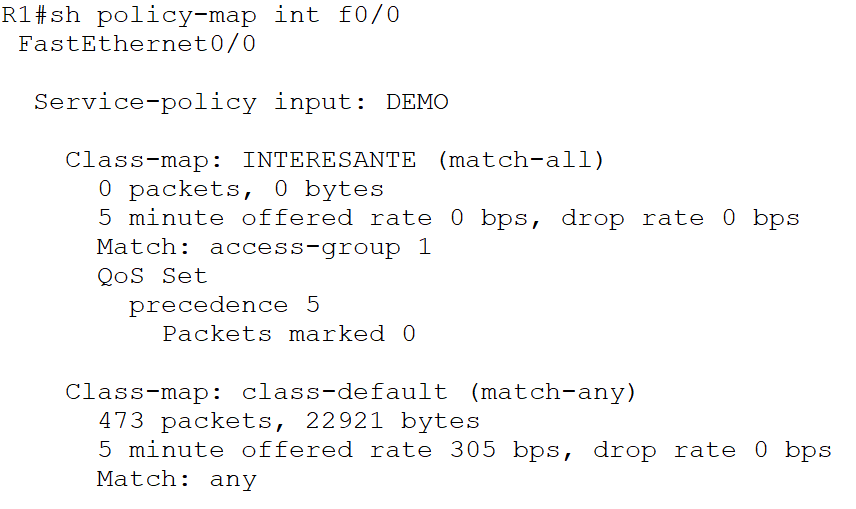 R1#sh policy-map int f0/0
FastEthernet0/0
Service-policy input: DEMO
Class-map: INTERESANTE (match-all)
0 packets, 0 bytes
5 minute offered rate 0 bps, drop rate 0 bps
Match: access-group 1
QoS Set
precedence 5
Packets marked 0
Class-map: class-default (match-any)
473 packets, 22921 bytes
5 minute offered rate 305 bps, drop rate 0 bps
Match: any